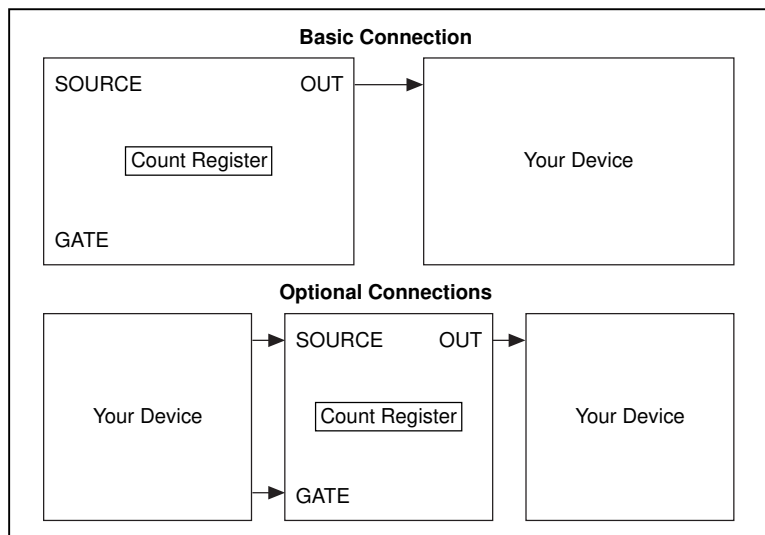 Basic Connection
SOURCE OUT
Count Register
Your Device
GATE
Optional Connections
Your Device
SOURCE OUT
Count Register
GATE
Your Device